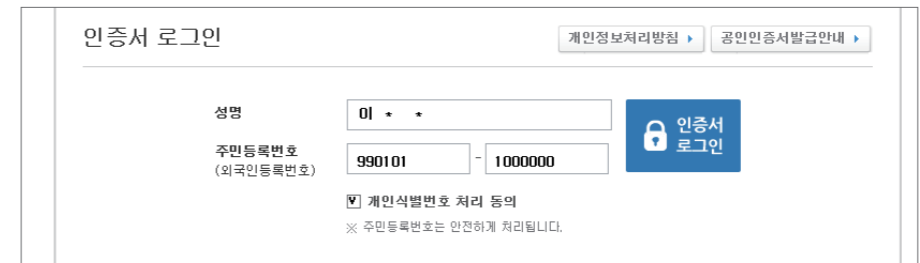 인증서 로그인
개인정보처리방침 ▸ 공인인증서발급안내 ▸
성명 이 * *
인증서
로그인
주민등록번호
(외국인등록번호)
990101 - 1000000
개인식별번호 처리 동의
※ 주민등록번호는 안전하게 처리됩니다.